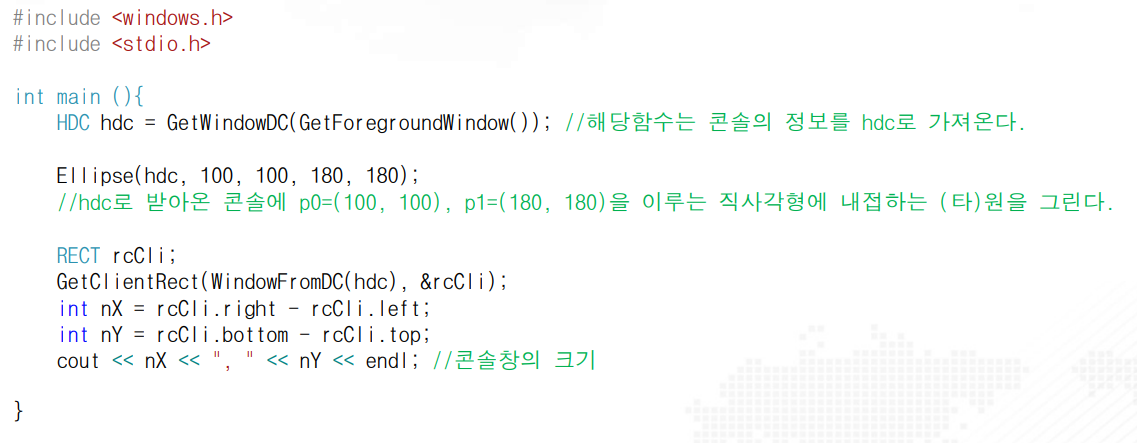 #include <windows.h>
#include <stdio.h>
int main (){
HDC hdc = GetWindowDC(GetForegroundWindow()); //해당함수는 콘솔의 정보를 hdc로 가져온다.
Ellipse(hdc, 100, 100, 180, 180);
//hdc로 받아온 콘솔에 p0=(100, 100), p1=(180, 180)을 이루는 직사각형에 내접하는 (타)원을 그린다.
RECT rcCli;
GetClientRect(WindowFromDC(hdc), &rcCli);
int nX = rcCli.right - rcCli.left;
int nY = rcCli.bottom - rcCli.top;
cout << nX << ", " << nY << endl; //콘솔창의 크기
}